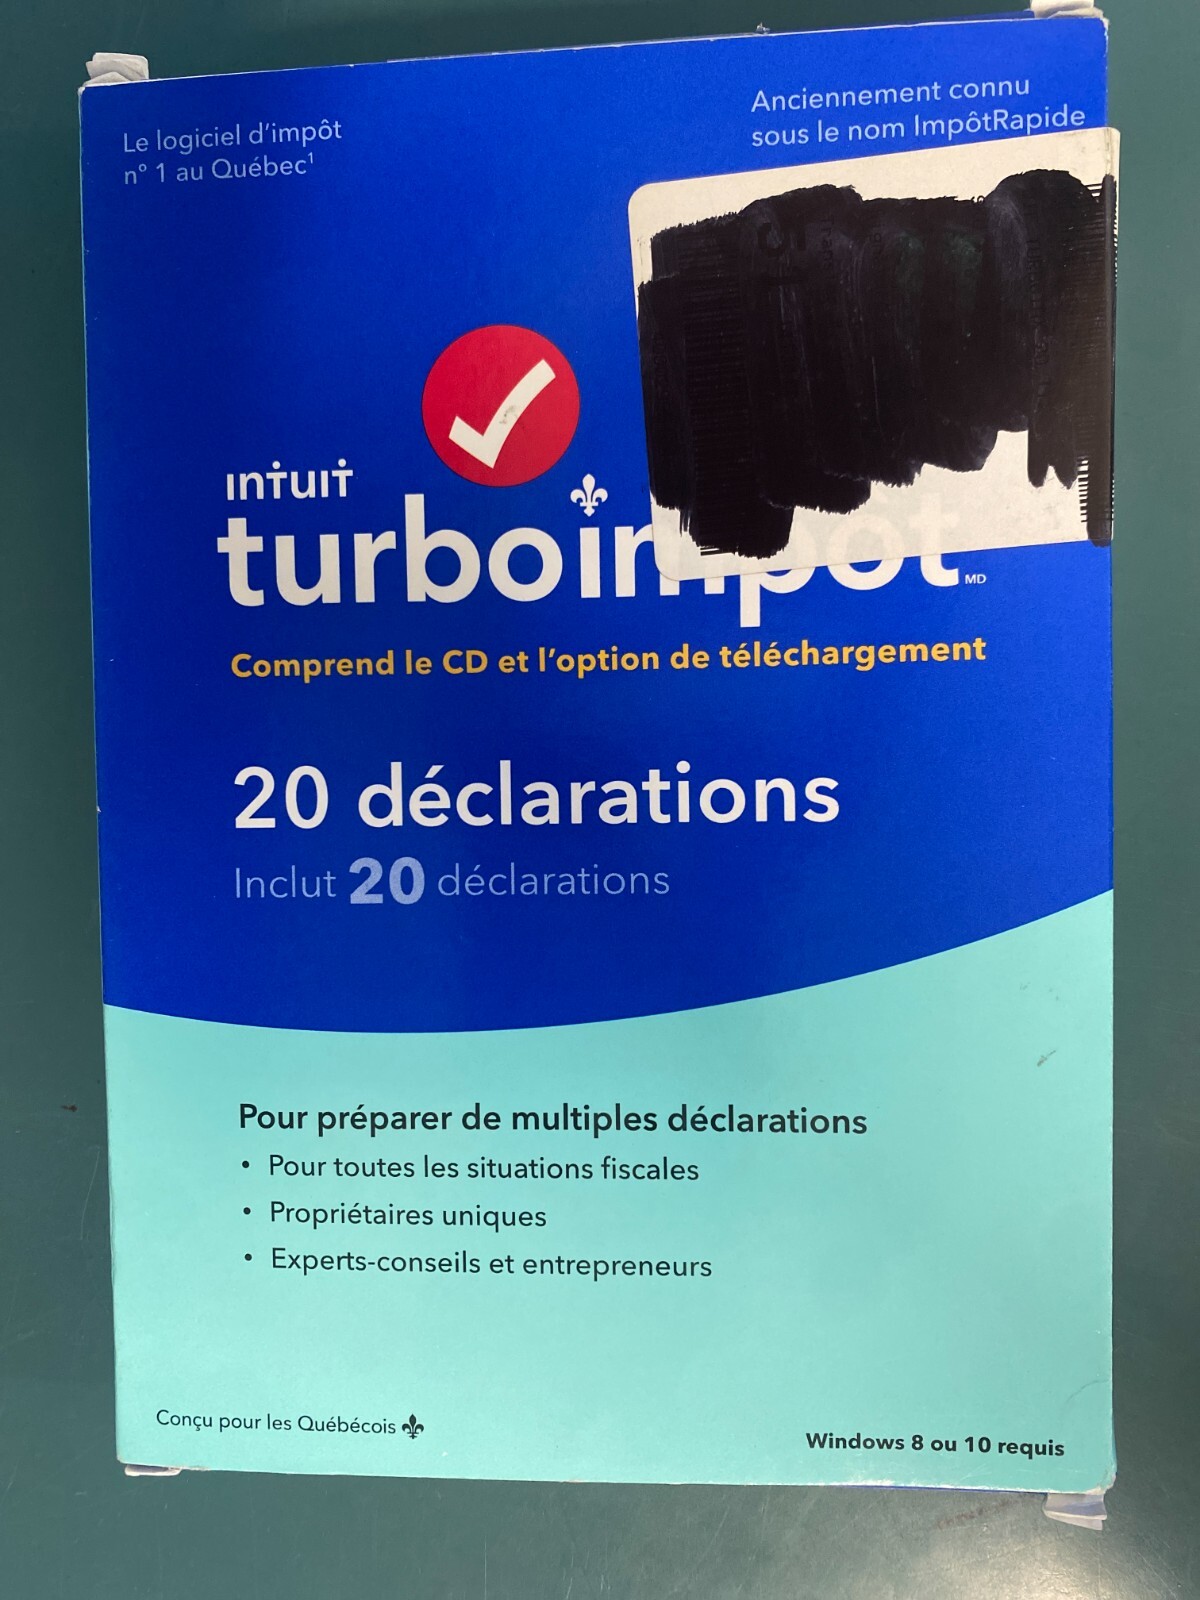 Le logiciel d'impôt
n° 1 au Québec¹
Anciennement connu
sous le nom ImpôtRapide
intuit
turboimpôt MD
Comprend le CD et l'option de téléchargement
20 déclarations
Inclut 20 déclarations
Pour préparer de multiples déclarations
• Pour toutes les situations fiscales
• Propriétaires uniques
• Experts-conseils et entrepreneurs
Conçu pour les Québécois
Windows 8 ou 10 requis